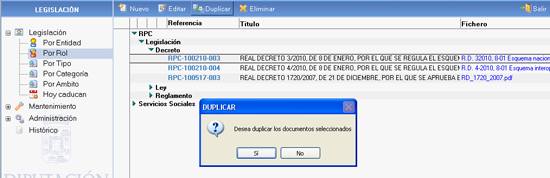 LEGISLACIÓN
Nuevo Editar Duplicar Eliminar Salir
Referencia Título Fichero
Legislación
Por Entidad
Por Rol
Por Tipo
Por Categoría
Por Ambito
Hoy caducan
Mantenimiento
Administración
Histórico
RPC
Legislación
Decreto
RPC-100210-003 REAL DECRETO 3/2010, DE 8 DE ENERO, POR EL QUE SE REGULA EL ESQUEM R.D. 32010, 8-01 Esquema nacion
RPC-100210-004 REAL DECRETO 4/2010, DE 8 DE ENERO, POR EL QUE SE REGULA EL ESQUEM R.D. 4-2010, 8-01 Esquema interop
RPC-100517-003 REAL DECRETO 1720/2007, DE 21 DE DICIEMBRE, POR EL QUE SE APRUEBA E RD_1720_2007.pdf
Ley
Reglamento
Servicios Sociales
DUPLICAR
Desea duplicar los documentos seleccionados
Sí No
DIPUTACIÓN